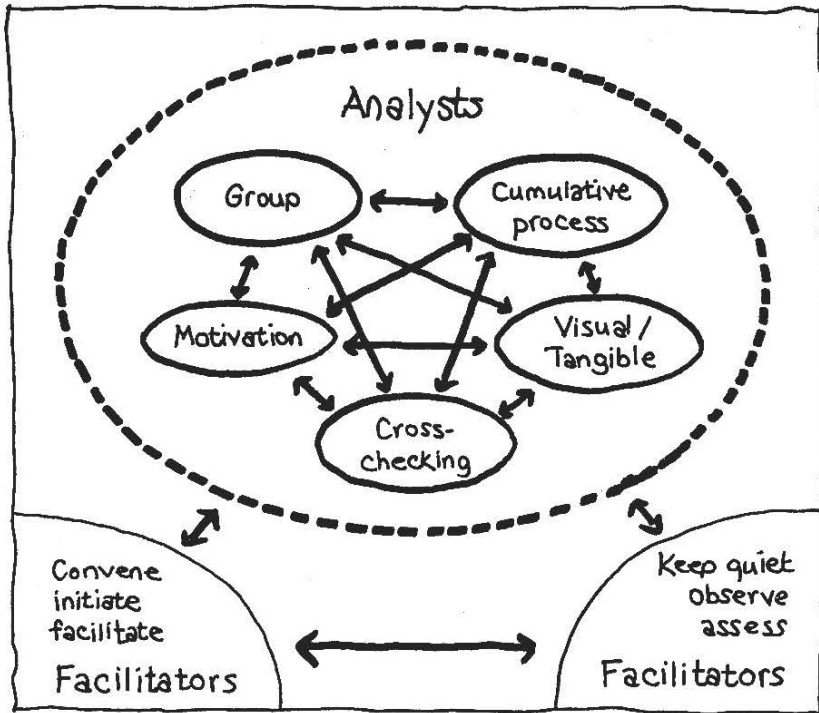 Analysts
Group
Cumulative
process
Motivation
Visual /
Tangible
Cross-
checking
Convene
initiate
facilitate
Facilitators
Keep quiet
observe
assess
Facilitators